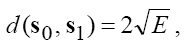 d(s₀, s₁) = 2√E ,